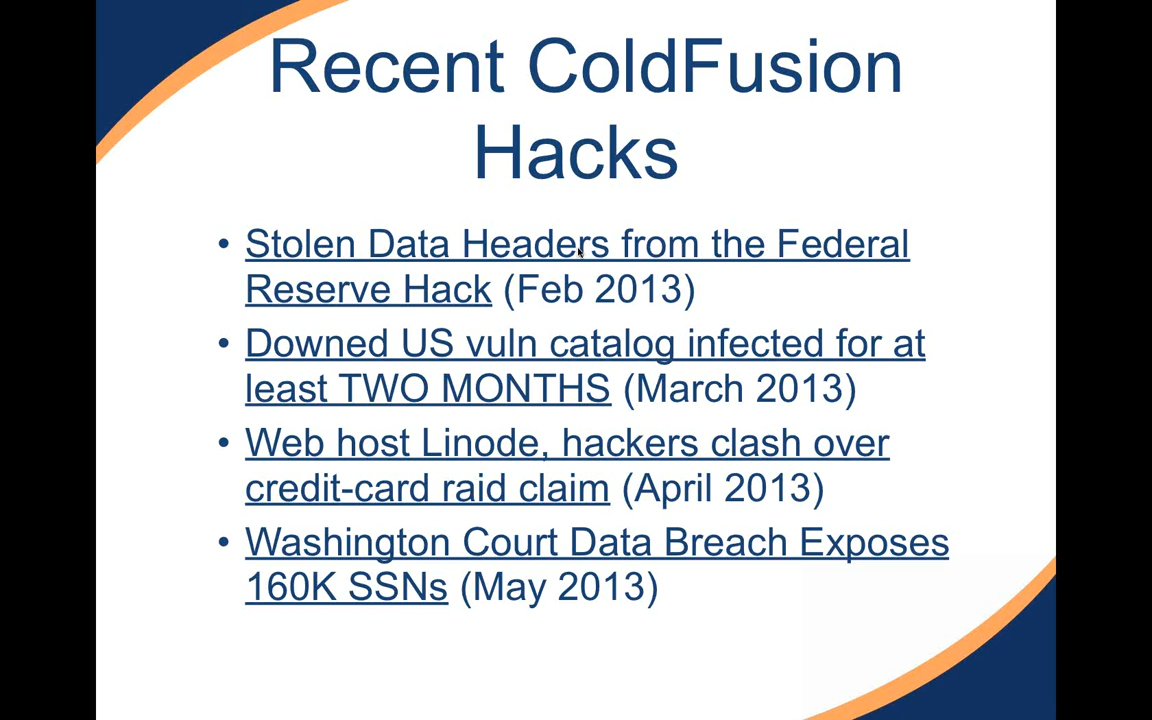 Recent ColdFusion
Hacks
• Stolen Data Headers from the Federal
Reserve Hack (Feb 2013)
• Downed US vuln catalog infected for at
least TWO MONTHS (March 2013)
• Web host Linode, hackers clash over
credit-card raid claim (April 2013)
• Washington Court Data Breach Exposes
160K SSNs (May 2013)